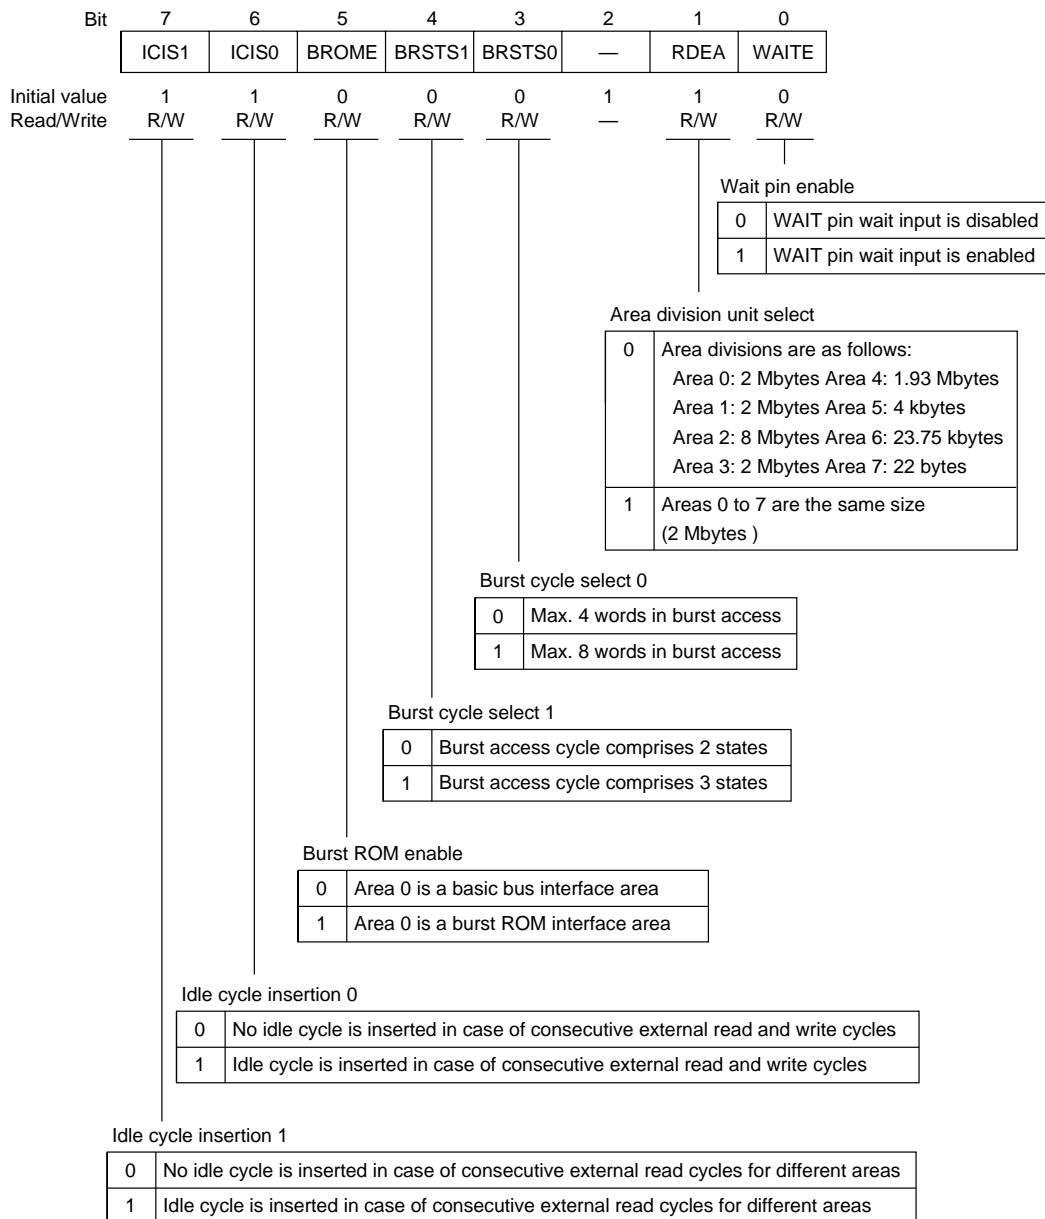 Bit 7 6 5 4 3 2 1 0
ICIS1 ICIS0 BROME BRSTS1 BRSTS0 — RDEA WAITE
Initial value 1 1 0 0 0 1 1 0
Read/Write R/W R/W R/W R/W R/W — R/W R/W
Wait pin enable
0 WAIT pin wait input is disabled
1 WAIT pin wait input is enabled
Area division unit select
0 Area divisions are as follows:
Area 0: 2 Mbytes Area 4: 1.93 Mbytes
Area 1: 2 Mbytes Area 5: 4 kbytes
Area 2: 8 Mbytes Area 6: 23.75 kbytes
Area 3: 2 Mbytes Area 7: 22 bytes
1 Areas 0 to 7 are the same size
(2 Mbytes )
Burst cycle select 0
0 Max. 4 words in burst access
1 Max. 8 words in burst access
Burst cycle select 1
0 Burst access cycle comprises 2 states
1 Burst access cycle comprises 3 states
Burst ROM enable
0 Area 0 is a basic bus interface area
1 Area 0 is a burst ROM interface area
Idle cycle insertion 0
0 No idle cycle is inserted in case of consecutive external read and write cycles
1 Idle cycle is inserted in case of consecutive external read and write cycles
Idle cycle insertion 1
0 No idle cycle is inserted in case of consecutive external read cycles for different areas
1 Idle cycle is inserted in case of consecutive external read cycles for different areas